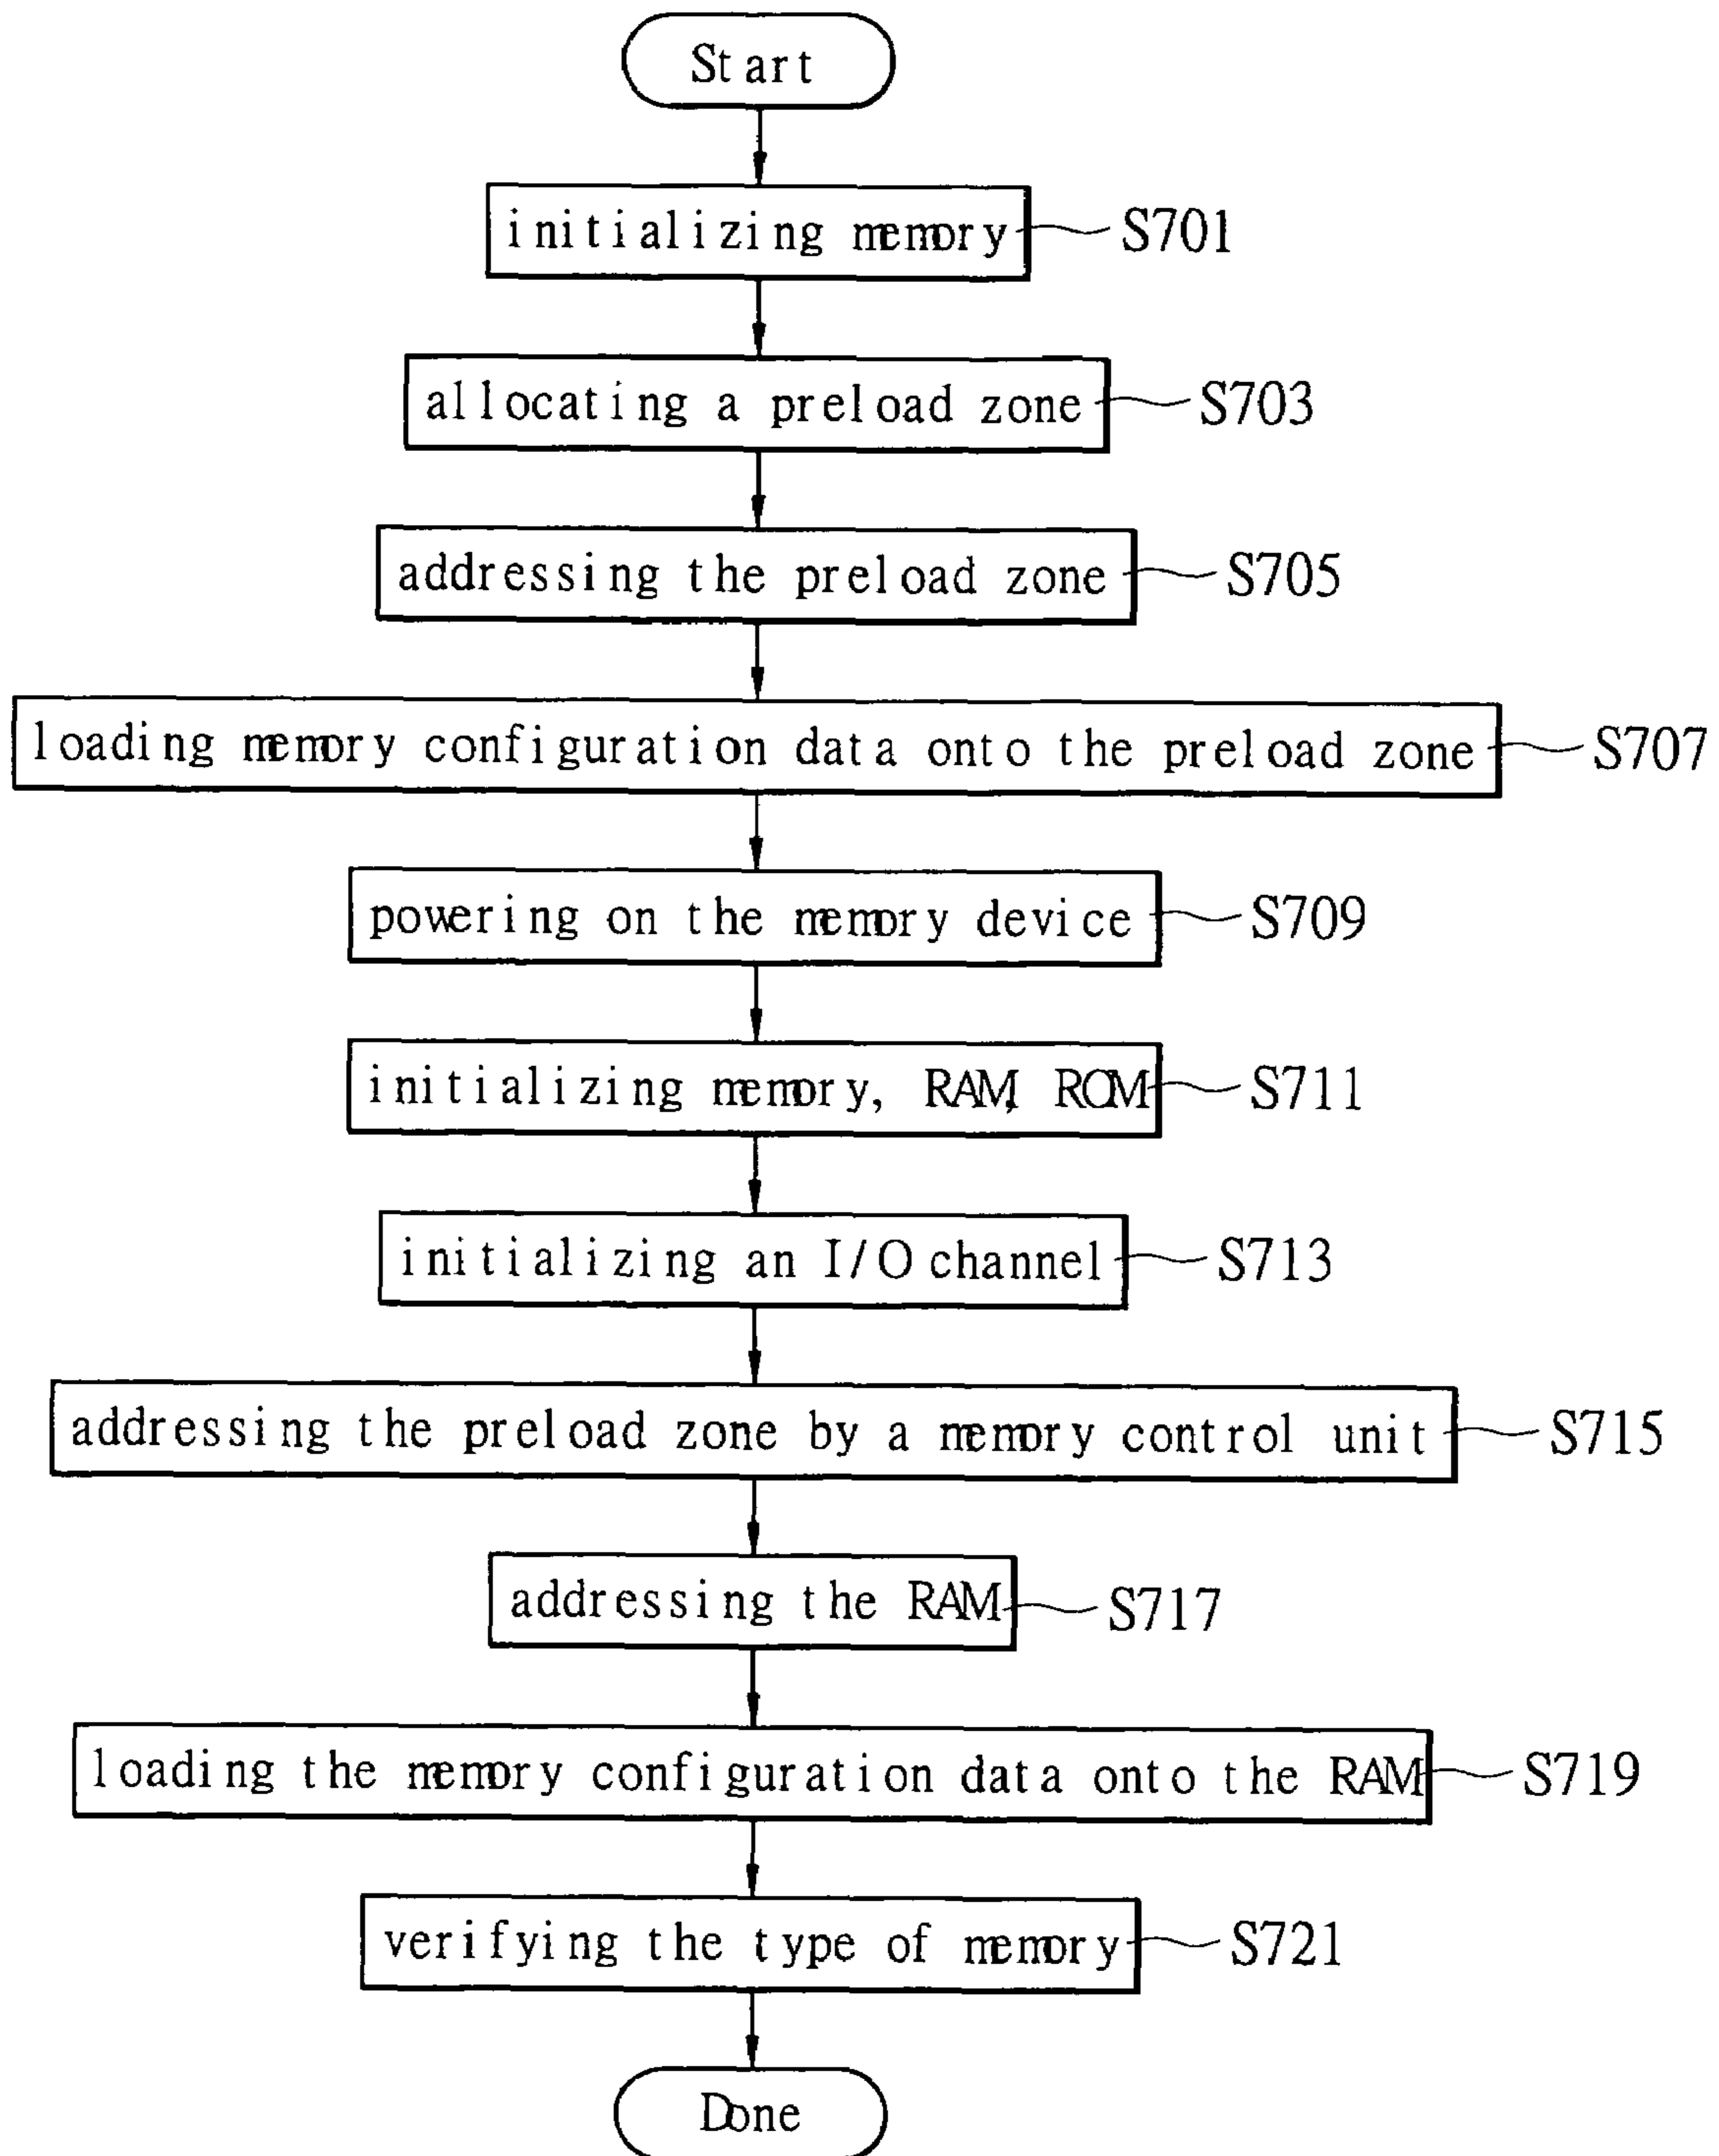 Start
initializing memory
S701
allocating a preload zone
S703
addressing the preload zone
S705
loading memory configuration data onto the preload zone
S707
powering on the memory device
S709
initializing memory, RAM, ROM
S711
initializing an I/O channel
S713
addressing the preload zone by a memory control unit
S715
addressing the RAM
S717
loading the memory configuration data onto the RAM
S719
verifying the type of memory
S721
Done